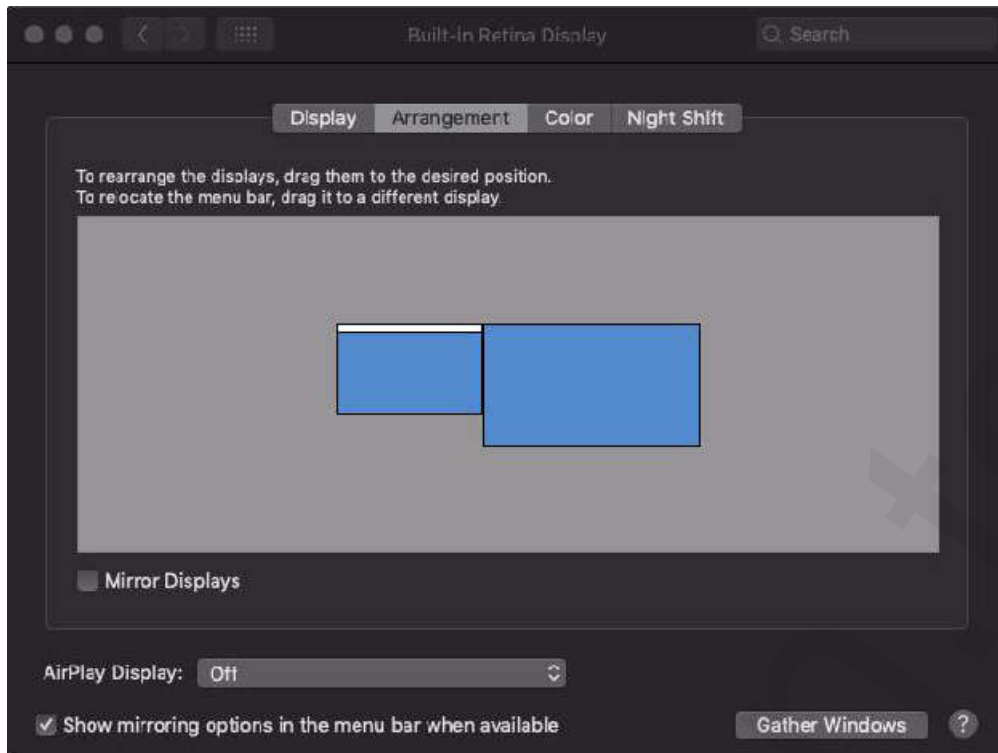 Built-in Retina Display
Search
Display
Arrangement
Color
Night Shift
To rearrange the displays, drag them to the desired position.
To relocate the menu bar, drag it to a different display.
Mirror Displays
AirPlay Display: Off
Show mirroring options in the menu bar when available
Gather Windows
?